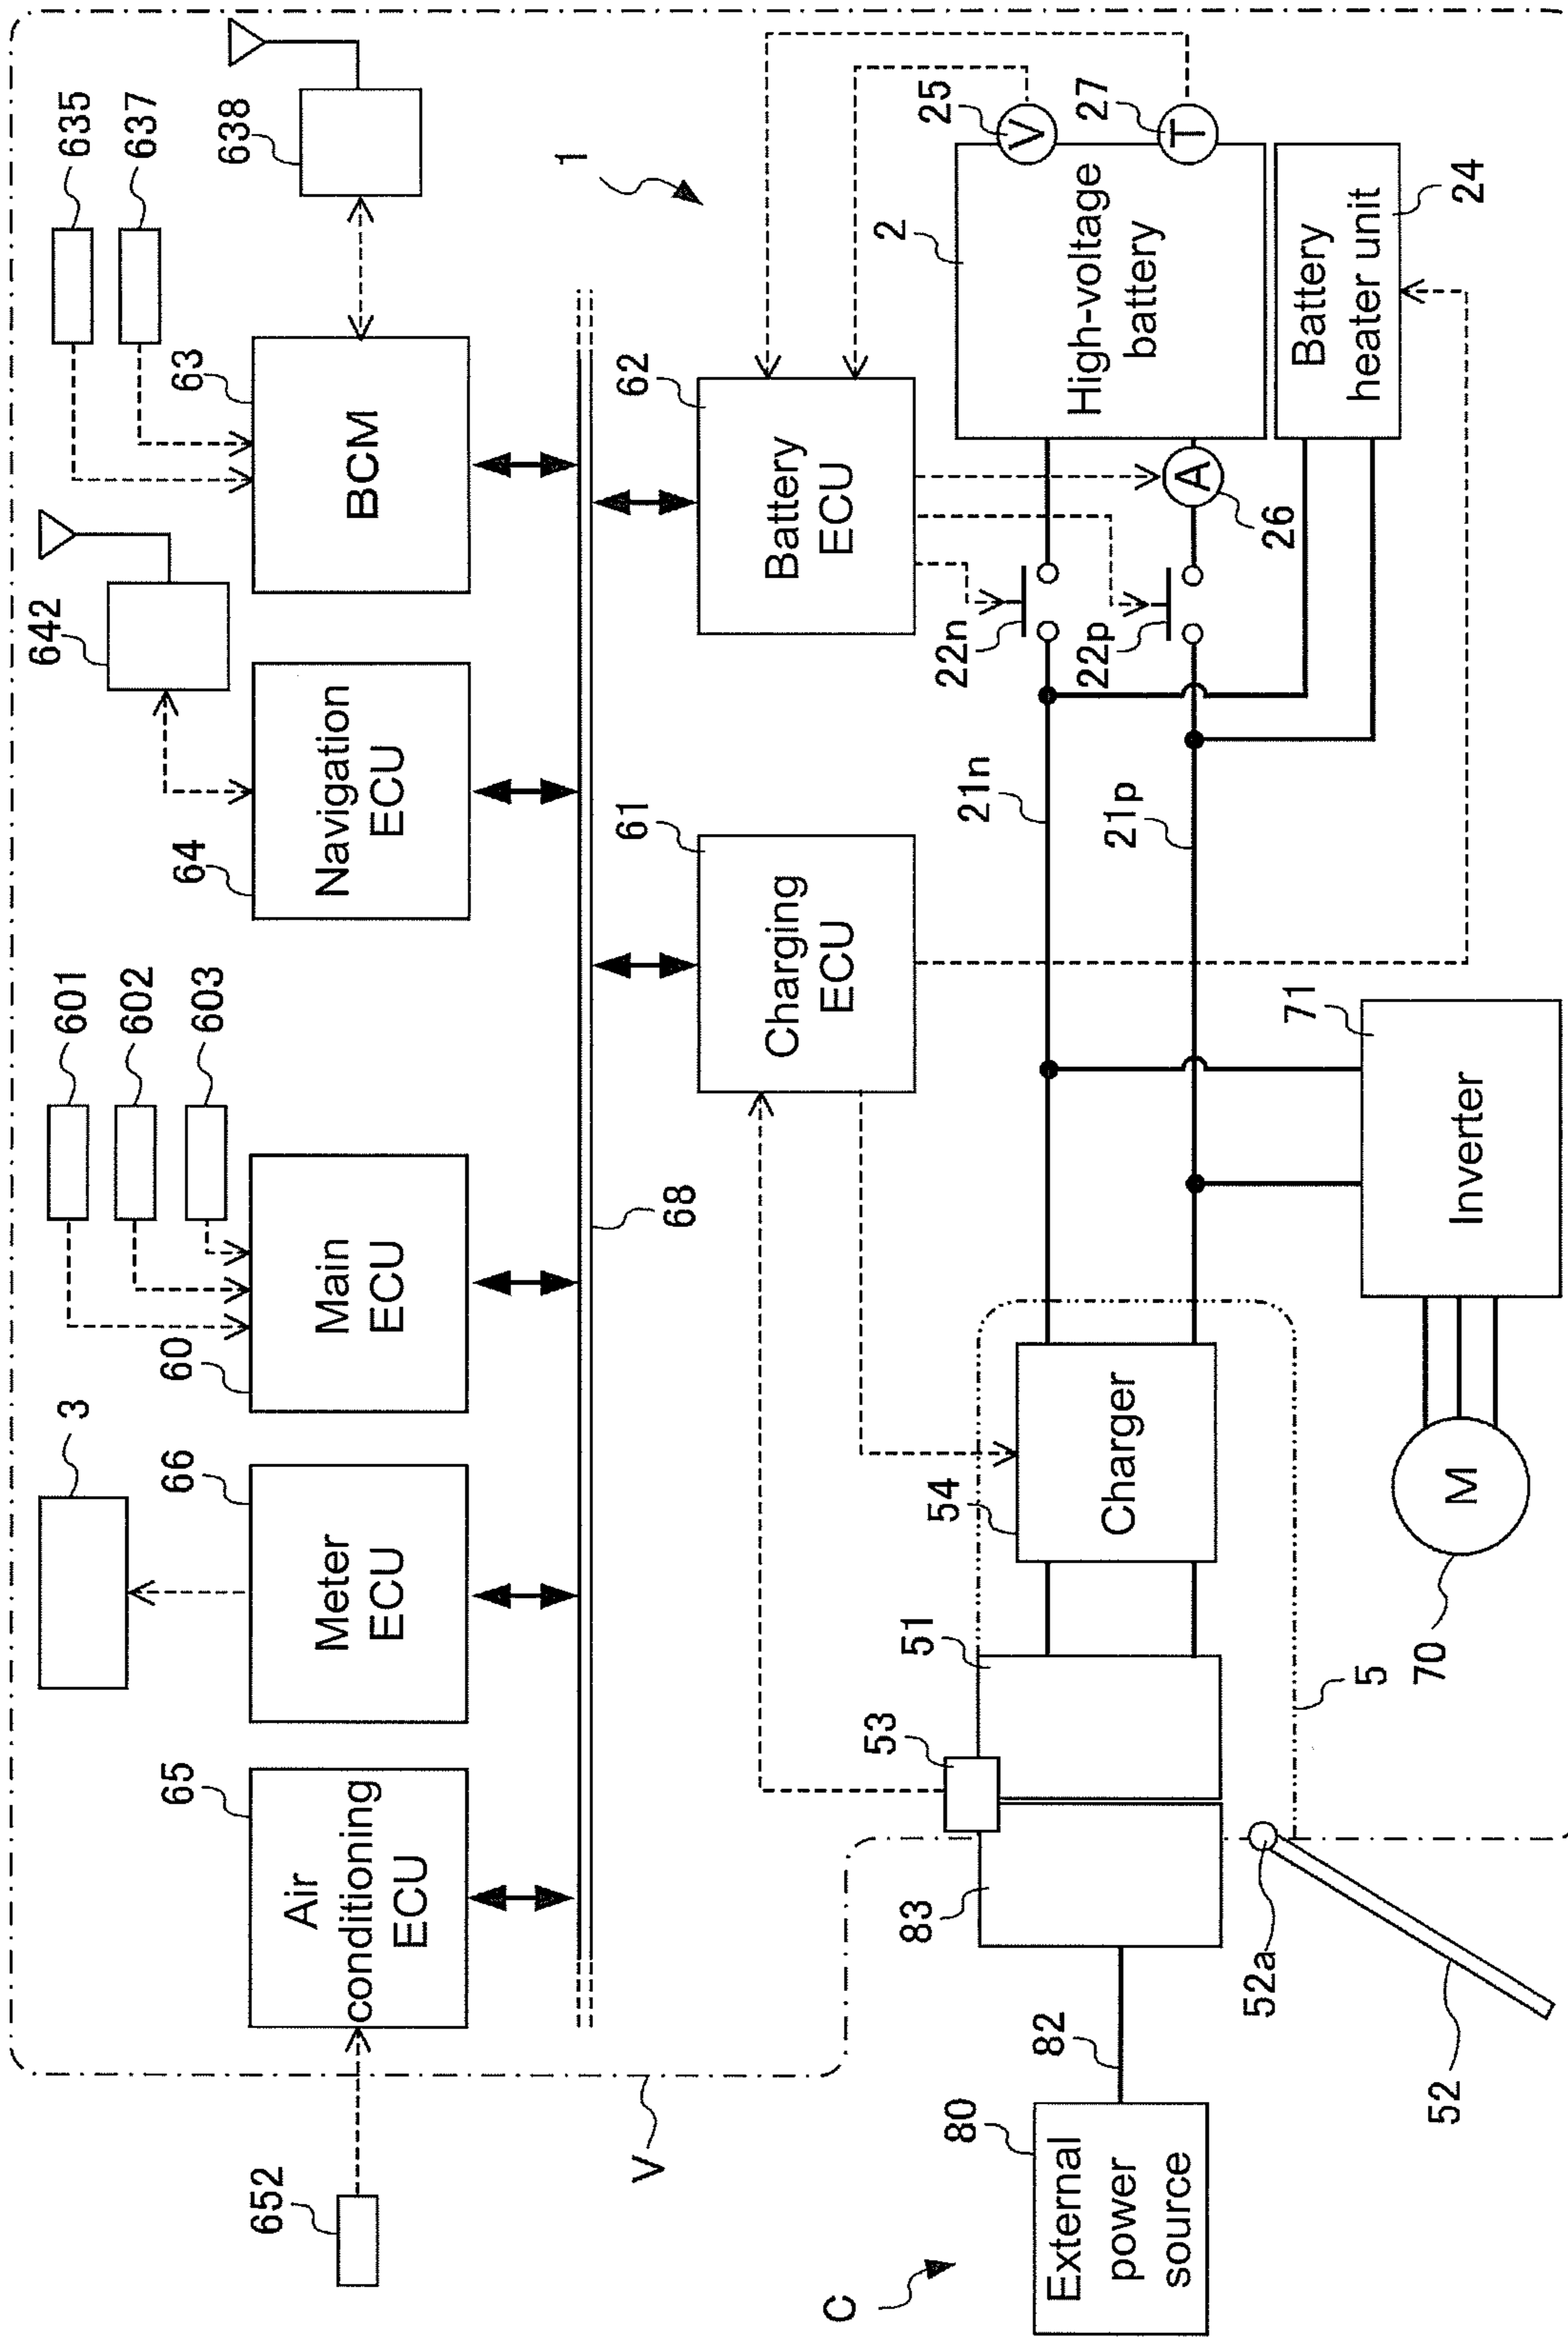 652
65
Air
conditioning
ECU
66
Meter
ECU
3
60
Main
ECU
601
602
603
64
Navigation
ECU
642
63
BCM
635
637
638
68
V
61
Charging
ECU
62
Battery
ECU
1
C
80
External
power
source
82
83
53
51
54
Charger
5
52a
52
70
M
71
Inverter
21n
21p
22n
22p
A
26
2
High-voltage
battery
V
25
T
27
Battery
heater unit
24